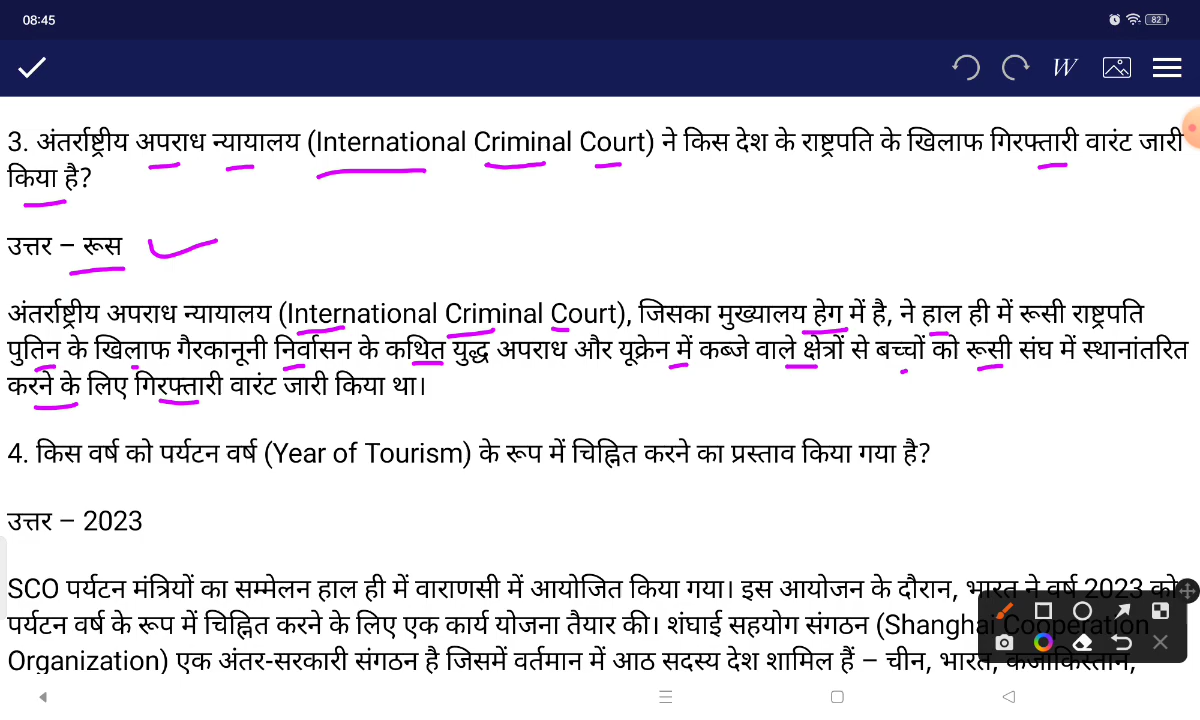 08:45
82
W
3. अंतर्राष्ट्रीय अपराध न्यायालय (International Criminal Court) ने किस देश के राष्ट्रपति के खिलाफ गिरफ्तारी वारंट जारी
किया है?
उत्तर – रूस
अंतर्राष्ट्रीय अपराध न्यायालय (International Criminal Court), जिसका मुख्यालय हेग में है, ने हाल ही में रूसी राष्ट्रपति
पुतिन के खिलाफ गैरकानूनी निर्वासन के कथित युद्ध अपराध और यूक्रेन में कब्जे वाले क्षेत्रों से बच्चों को रूसी संघ में स्थानांतरित
करने के लिए गिरफ्तारी वारंट जारी किया था।
4. किस वर्ष को पर्यटन वर्ष (Year of Tourism) के रूप में चिह्नित करने का प्रस्ताव किया गया है?
उत्तर – 2023
SCO पर्यटन मंत्रियों का सम्मेलन हाल ही में वाराणसी में आयोजित किया गया। इस आयोजन के दौरान, भारत ने वर्ष 2023 को
पर्यटन वर्ष के रूप में चिह्नित करने के लिए एक कार्य योजना तैयार की। शंघाई सहयोग संगठन (Shanghai Cooperation
Organization) एक अंतर-सरकारी संगठन है जिसमें वर्तमान में आठ सदस्य देश शामिल हैं – चीन, भारत, कजाकिस्तान,